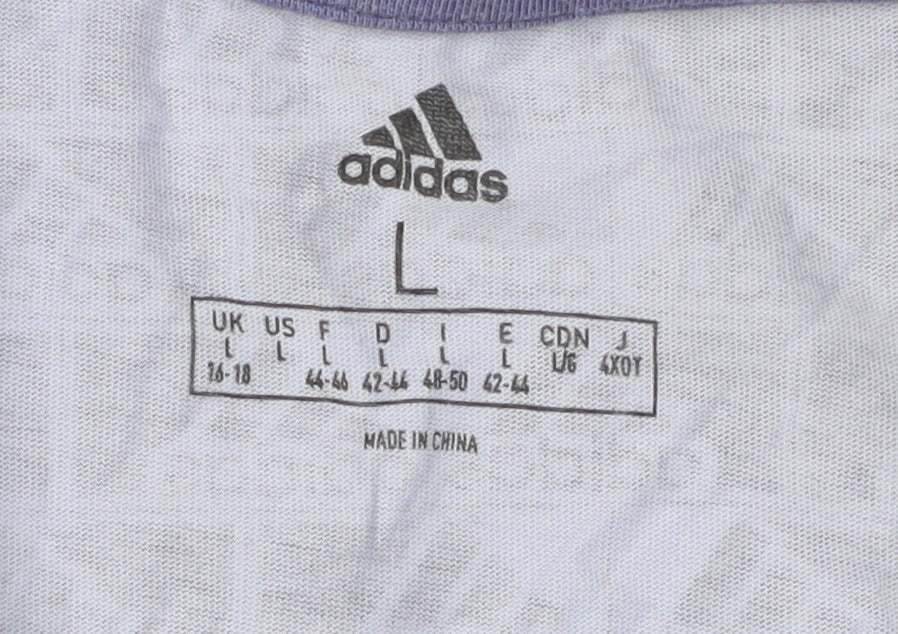 adidas
L
UK US F D I E CDN J
L L L L L L L/G 4XOT
16-18 44-46 42-44 48-50 42-44
MADE IN CHINA